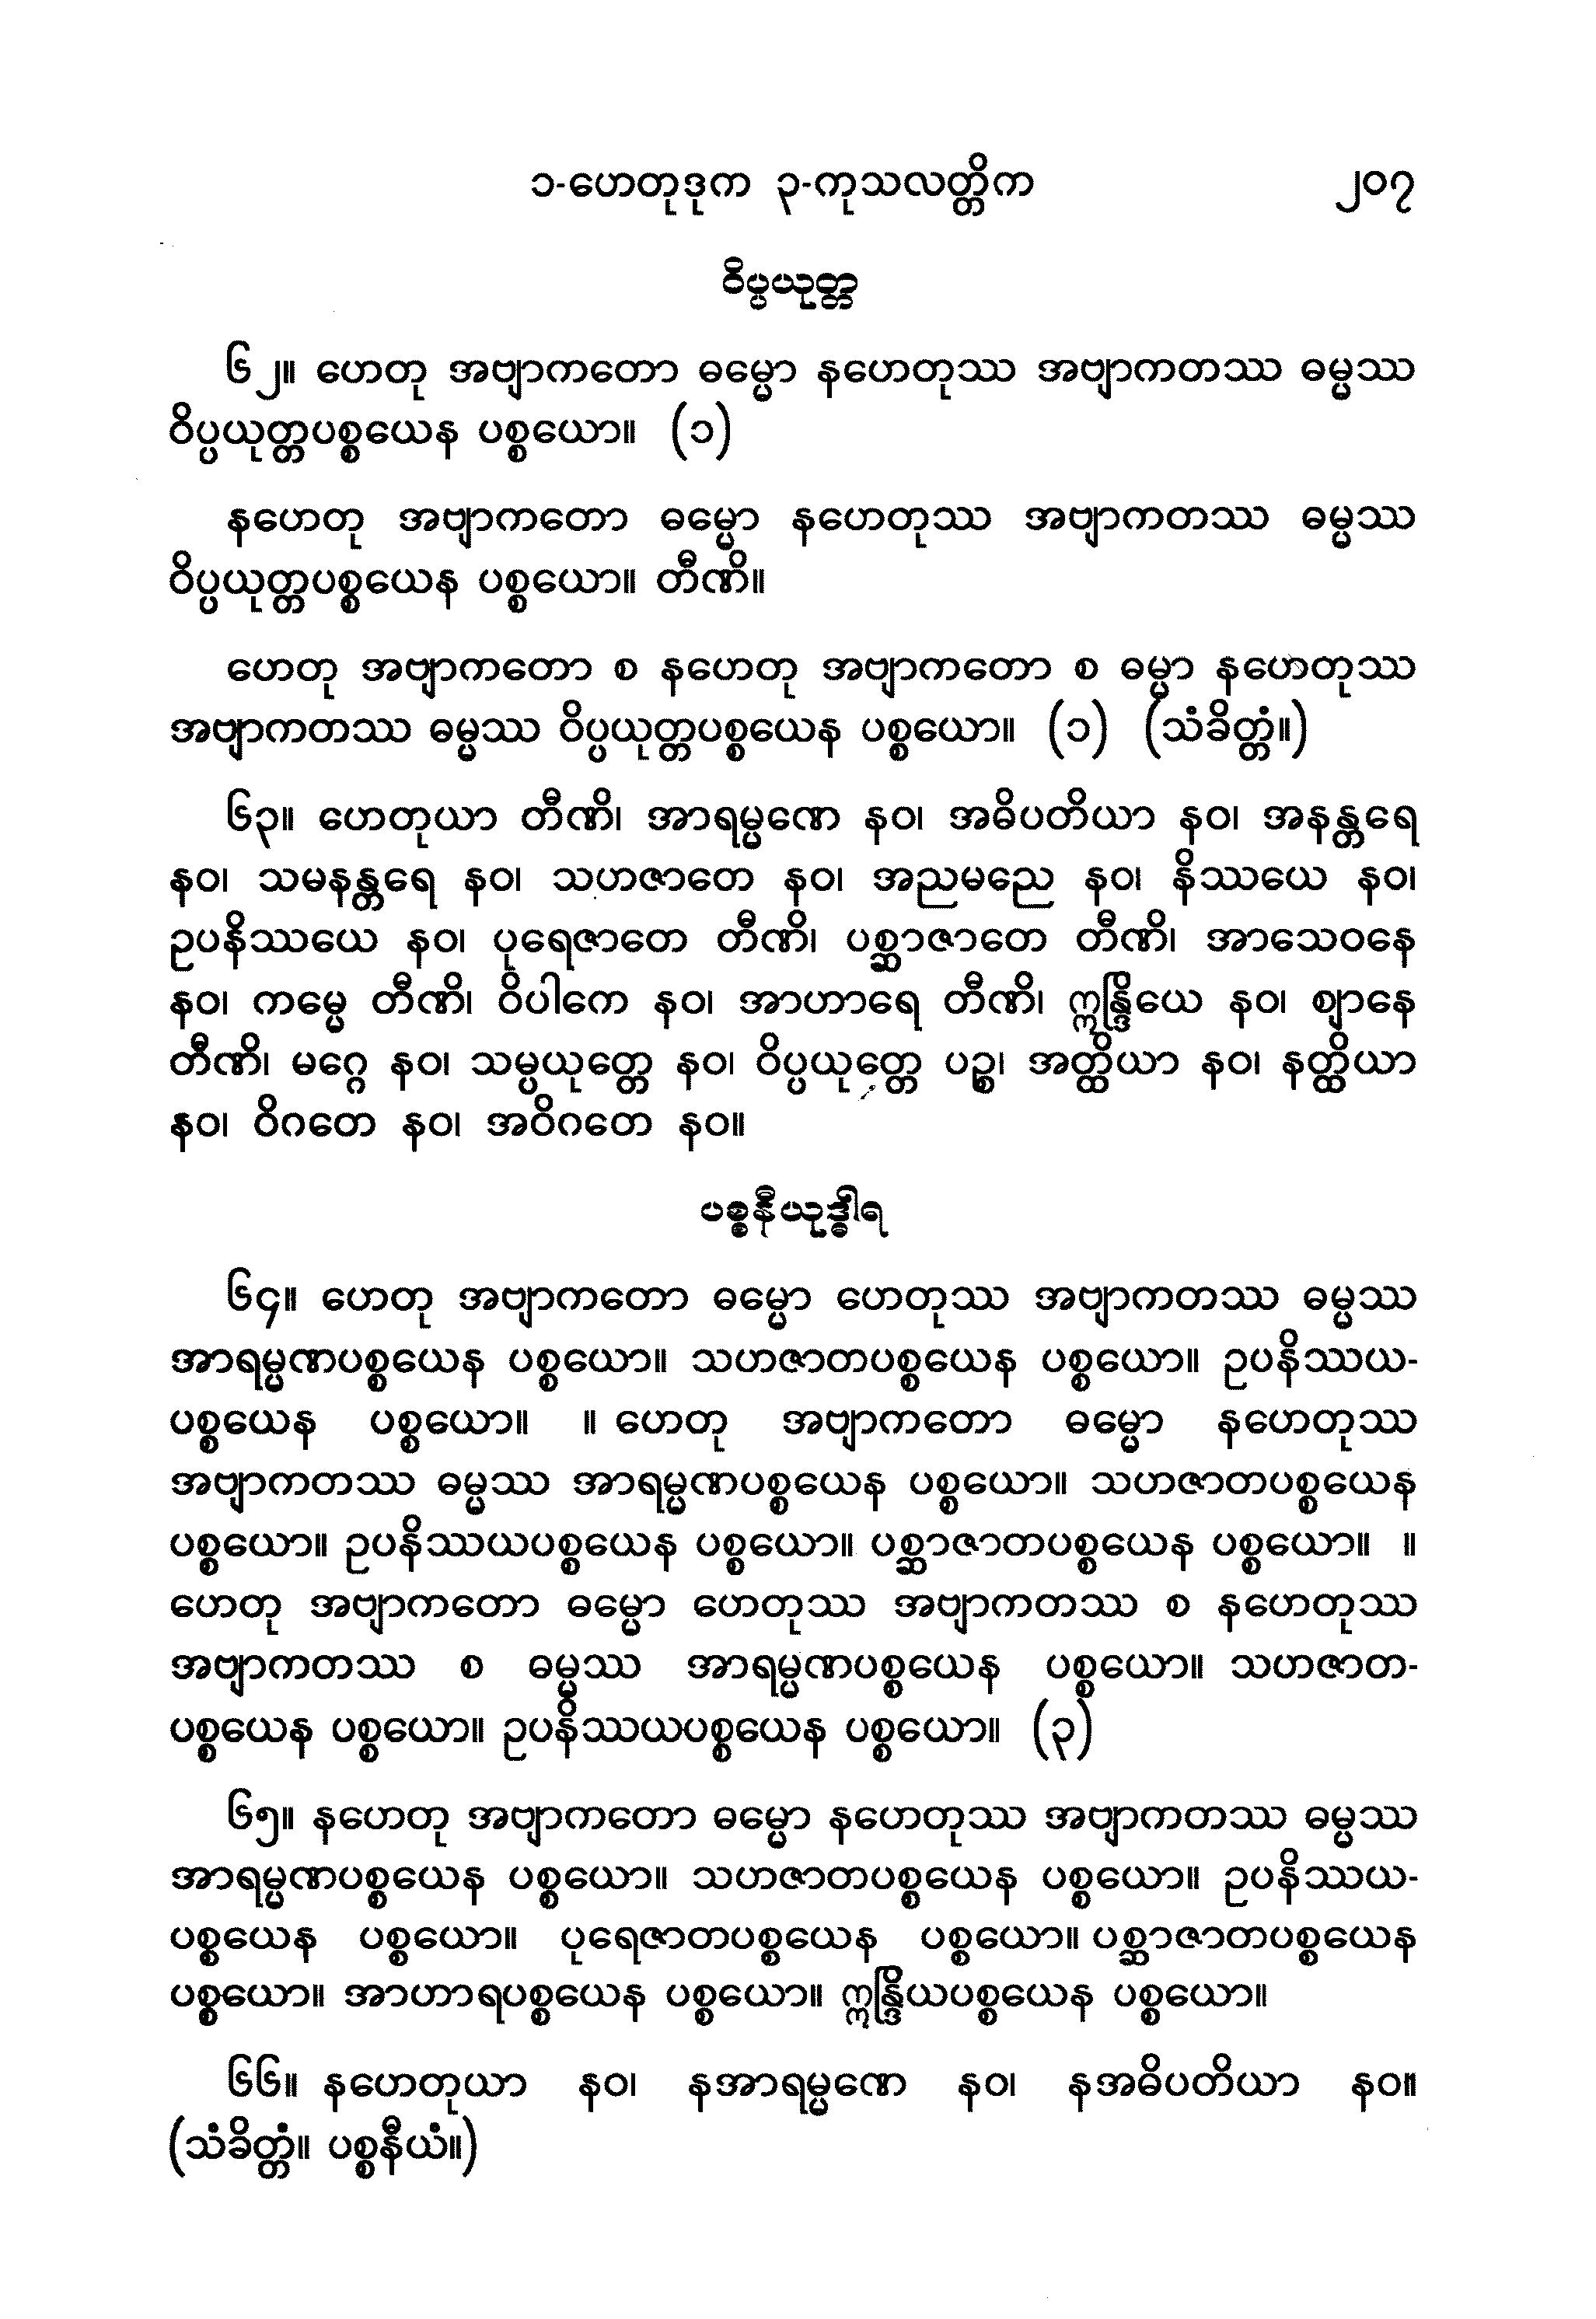 ၁-ဟေတုဒုက ၃-ကုသလတ္တိက ၂၀၇
ဝိပ္ပယုတ္တ
၆၂။ ဟေတု အဗျာကတော ဓမ္မော နဟေတုဿ အဗျာကတဿ ဓမ္မဿ
ဝိပ္ပယုတ္တပစ္စယေန ပစ္စယော။ (၁)
နဟေတု အဗျာကတော ဓမ္မော နဟေတုဿ အဗျာကတဿ ဓမ္မဿ
ဝိပ္ပယုတ္တပစ္စယေန ပစ္စယော။ တီဏိ။
ဟေတု အဗျာကတော စ နဟေတု အဗျာကတော စ ဓမ္မာ နဟေတုဿ
အဗျာကတဿ ဓမ္မဿ ဝိပ္ပယုတ္တပစ္စယေန ပစ္စယော။ (၁) (သံခိတ္တံ။)
၆၃။ ဟေတုယာ တီဏိ၊ အာရမ္မဏေ နဝ၊ အဓိပတိယာ နဝ၊ အနန္တရေ
နဝ၊ သမနန္တရေ နဝ၊ သဟဇာတေ နဝ၊ အညမညေ နဝ၊ နိဿယေ နဝ၊
ဥပနိဿယေ နဝ၊ ပုရေဇာတေ တီဏိ၊ ပစ္ဆာဇာတေ တီဏိ၊ အာသေဝနေ
နဝ၊ ကမ္မေ တီဏိ၊ ဝိပါကေ နဝ၊ အာဟာရေ တီဏိ၊ ဣန္ဒြိယေ နဝ၊ ဈာနေ
တီဏိ၊ မဂ္ဂေ နဝ၊ သမ္ပယုတ္တေ နဝ၊ ဝိပ္ပယုတ္တေ ပဉ္စ၊ အတ္ထိယာ နဝ၊ နတ္ထိယာ
နဝ၊ ဝိဂတေ နဝ၊ အဝိဂတေ နဝ။
ပစ္စနီယုဒ္ဓါရ
၆၄။ ဟေတု အဗျာကတော ဓမ္မော ဟေတုဿ အဗျာကတဿ ဓမ္မဿ
အာရမ္မဏပစ္စယေန ပစ္စယော။ သဟဇာတပစ္စယေန ပစ္စယော။ ဥပနိဿယ-
ပစ္စယေန ပစ္စယော။ ။ ဟေတု အဗျာကတော ဓမ္မော နဟေတုဿ
အဗျာကတဿ ဓမ္မဿ အာရမ္မဏပစ္စယေန ပစ္စယော။ သဟဇာတပစ္စယေန
ပစ္စယော။ ဥပနိဿယပစ္စယေန ပစ္စယော။ ပစ္ဆာဇာတပစ္စယေန ပစ္စယော။ ။
ဟေတု အဗျာကတော ဓမ္မော ဟေတုဿ အဗျာကတဿ စ နဟေတုဿ
အဗျာကတဿ စ ဓမ္မဿ အာရမ္မဏပစ္စယေန ပစ္စယော။ သဟဇာတ-
ပစ္စယေန ပစ္စယော။ ဥပနိဿယပစ္စယေန ပစ္စယော။ (၃)
၆၅။ နဟေတု အဗျာကတော ဓမ္မော နဟေတုဿ အဗျာကတဿ ဓမ္မဿ
အာရမ္မဏပစ္စယေန ပစ္စယော။ သဟဇာတပစ္စယေန ပစ္စယော။ ဥပနိဿယ-
ပစ္စယေန ပစ္စယော။ ပုရေဇာတပစ္စယေန ပစ္စယော။ ပစ္ဆာဇာတပစ္စယေန
ပစ္စယော။ အာဟာရပစ္စယေန ပစ္စယော။ ဣန္ဒြိယပစ္စယေန ပစ္စယော။
၆၆။ နဟေတုယာ နဝ၊ နအာရမ္မဏေ နဝ၊ နအဓိပတိယာ နဝ။
(သံခိတ္တံ။ ပစ္စနီယံ။)